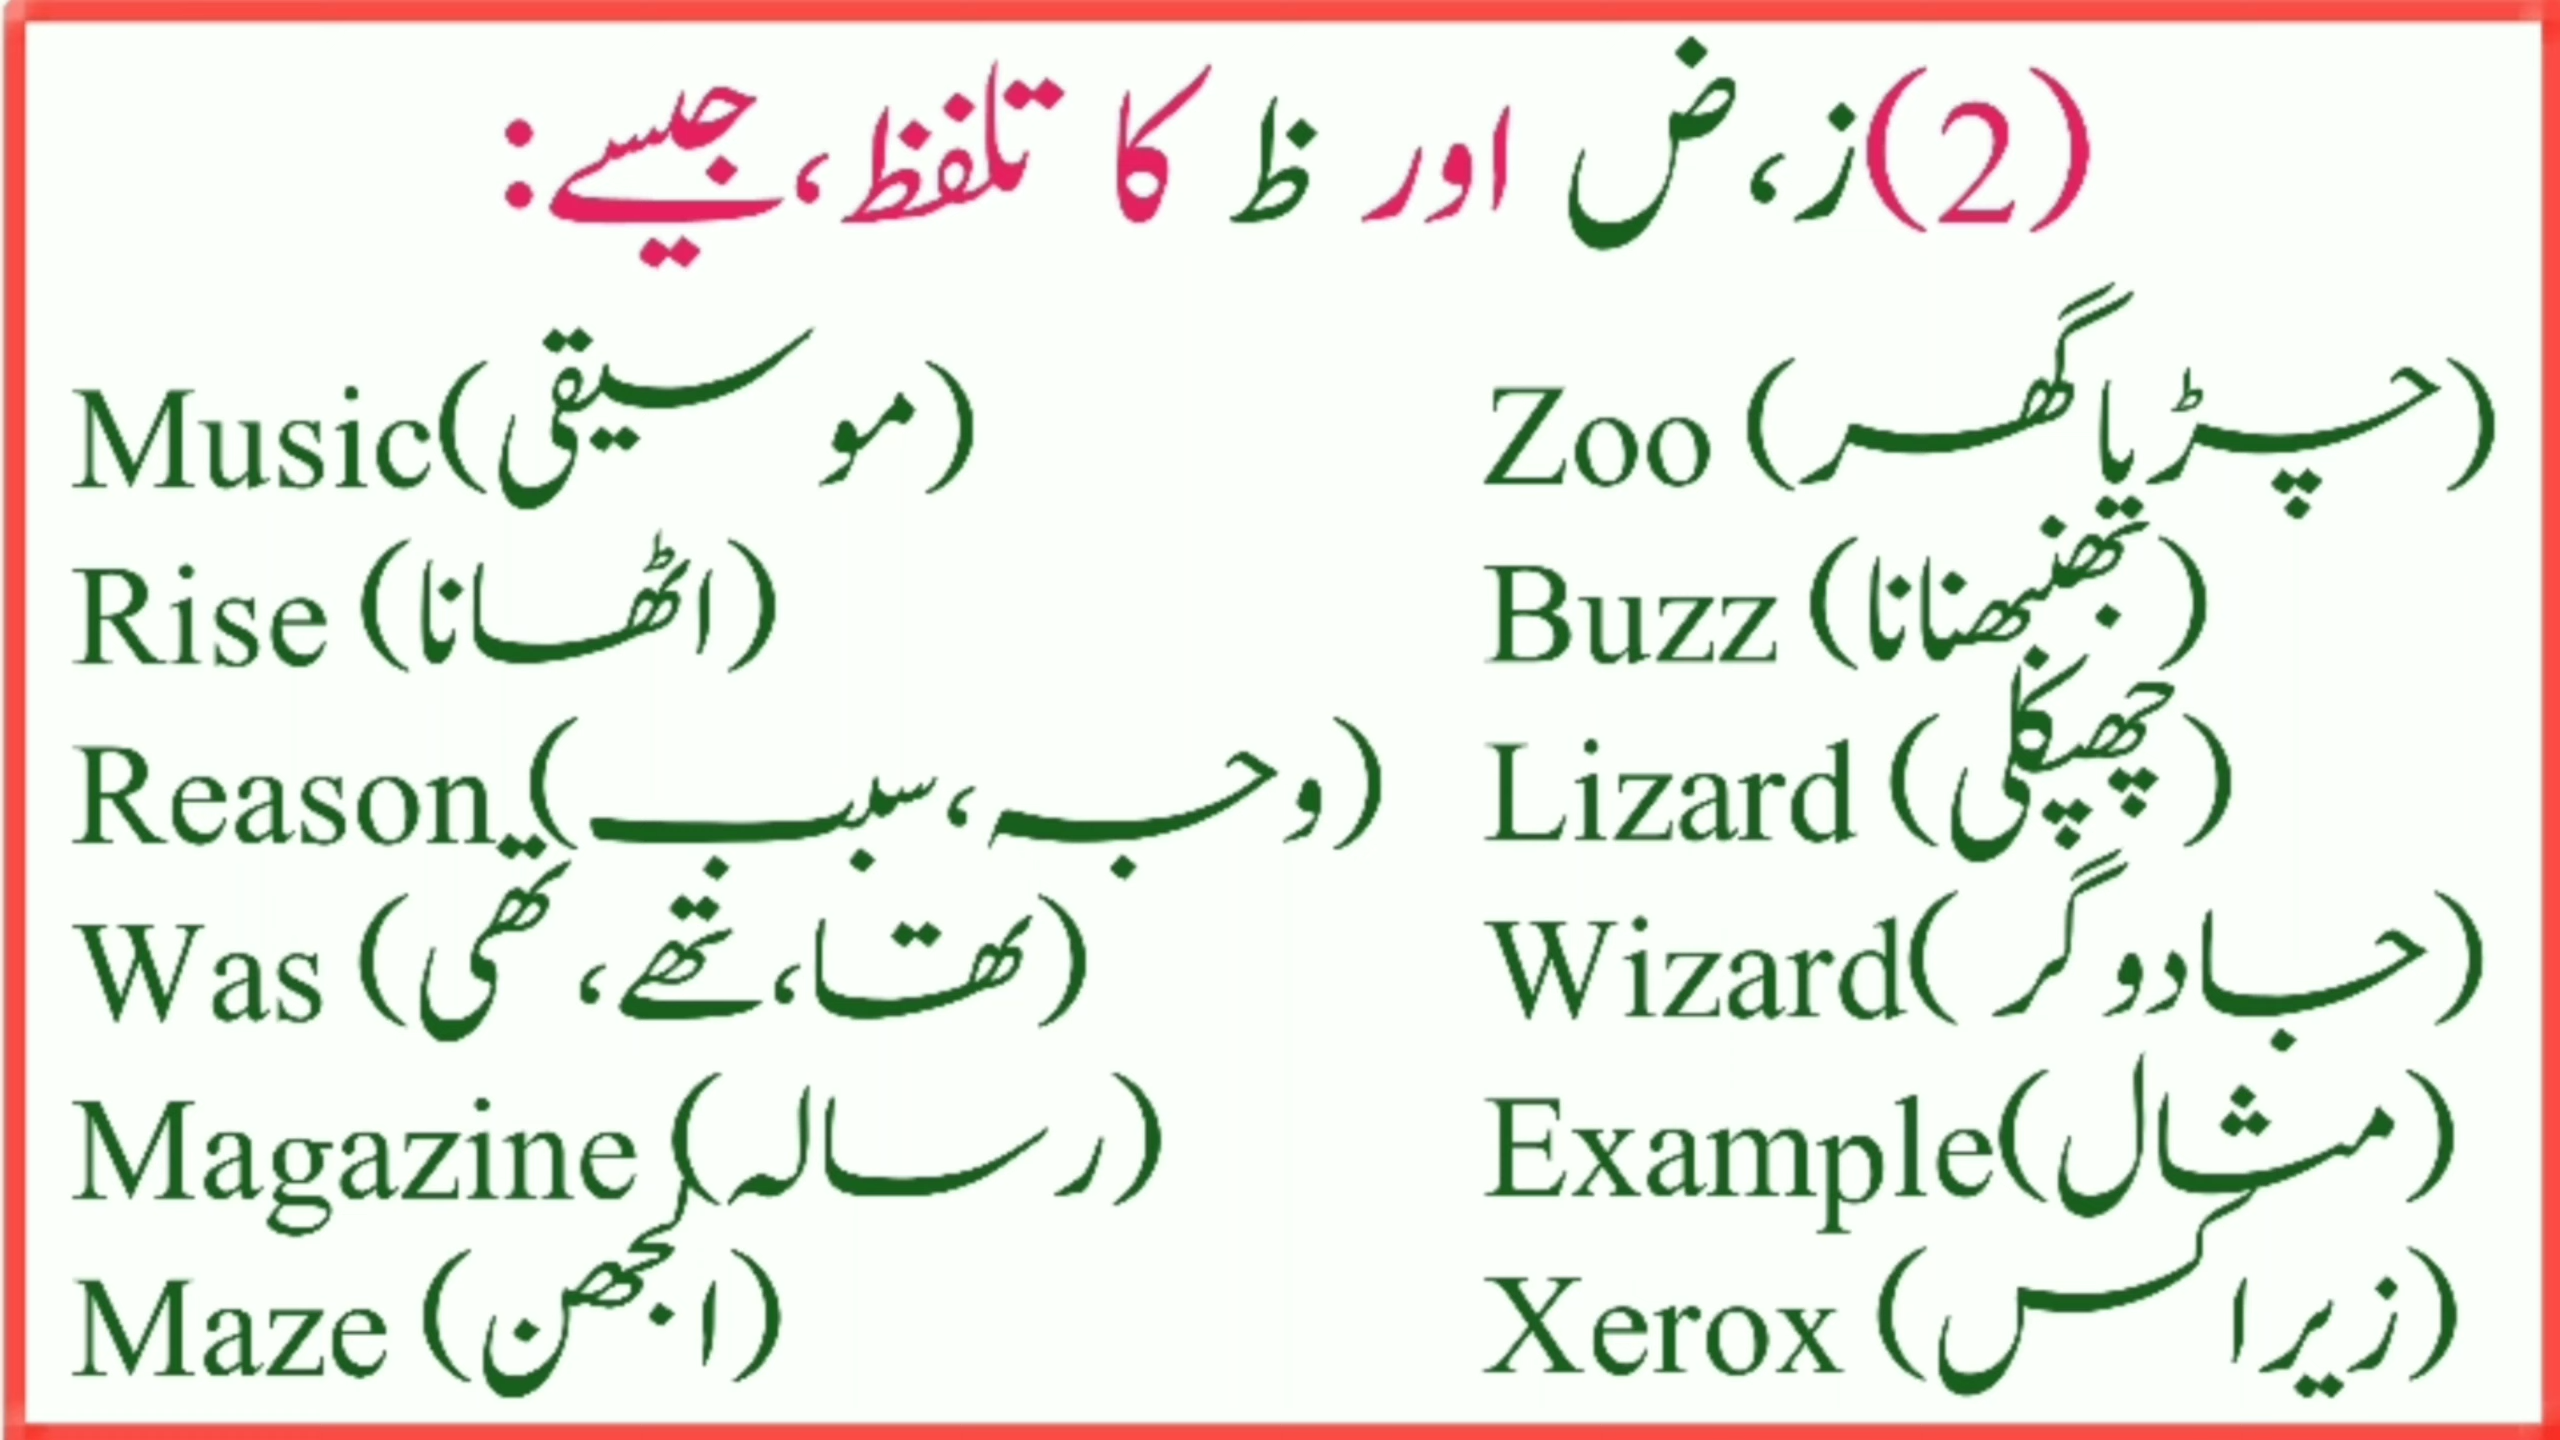 (2) ز، ض اور ظ کا تلفظ، جیسے:
Music(موسیقی) Zoo (چڑیا گھر)
Rise (اٹھانا) Buzz (بھنبھنانا)
Reason (وجہ، سبب) Lizard (چھپکلی)
Was (تھا، تھے، تھی) Wizard(جادوگر)
Magazine (رسالہ) Example(مثال)
Maze (الجھن) Xerox (زیراکس)